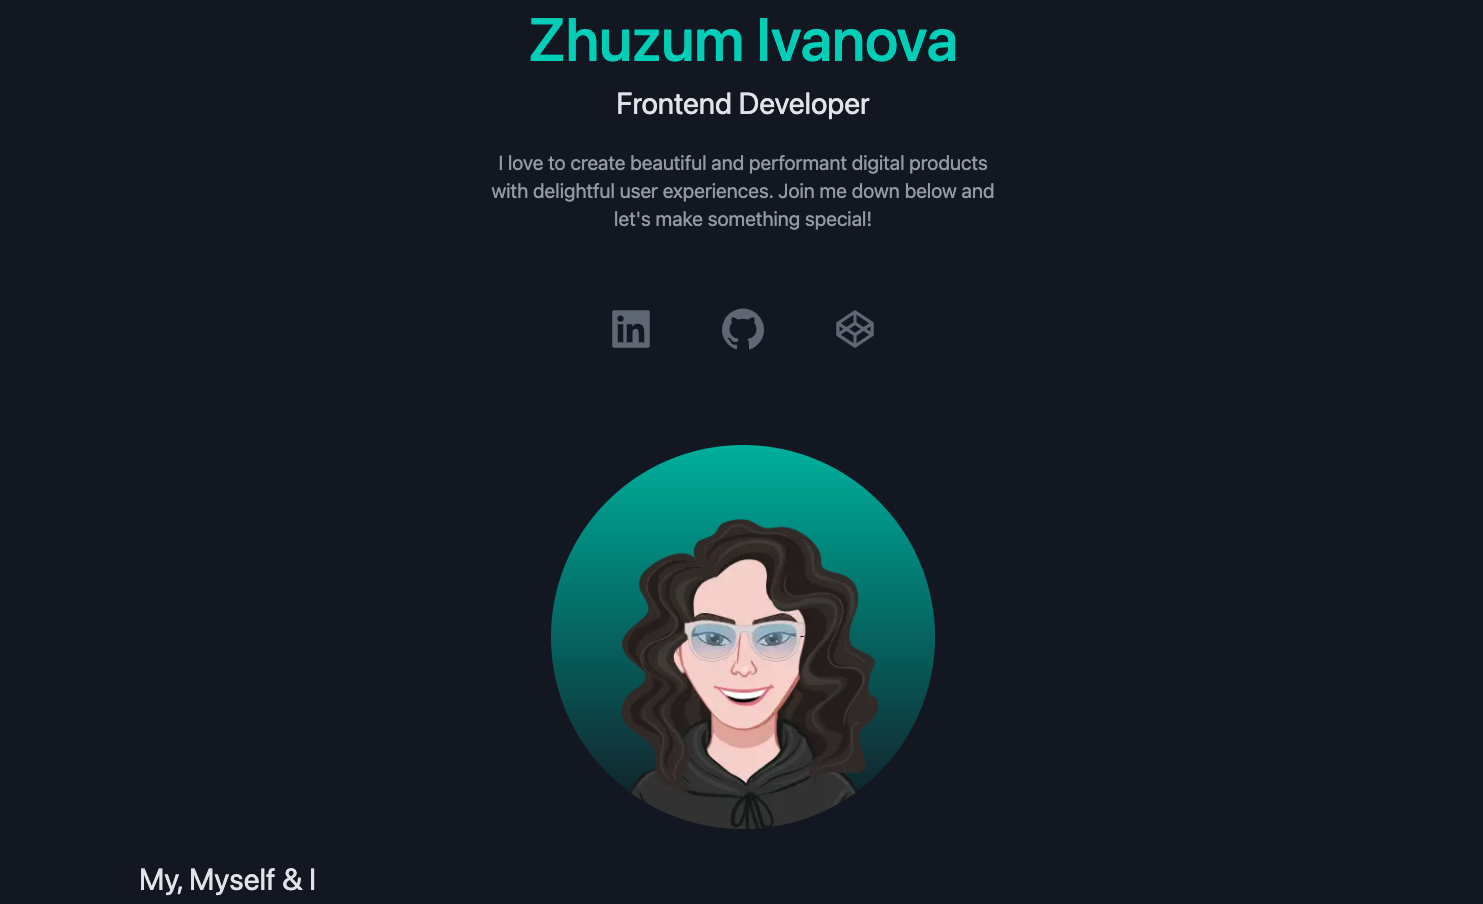 Zhuzum Ivanova
Frontend Developer
I love to create beautiful and performant digital products
with delightful user experiences. Join me down below and
let's make something special!
in
My, Myself & I